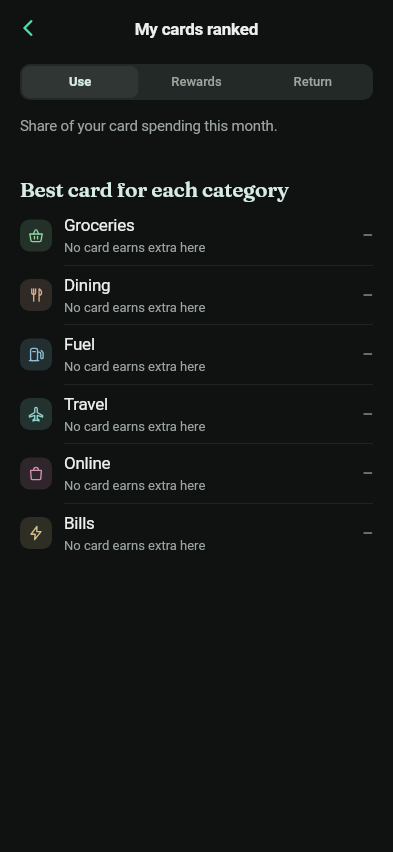 My cards ranked
Use
Rewards
Return
Share of your card spending this month.
Best card for each category
Groceries
No card earns extra here
–
Dining
No card earns extra here
–
Fuel
No card earns extra here
–
Travel
No card earns extra here
–
Online
No card earns extra here
–
Bills
No card earns extra here
–